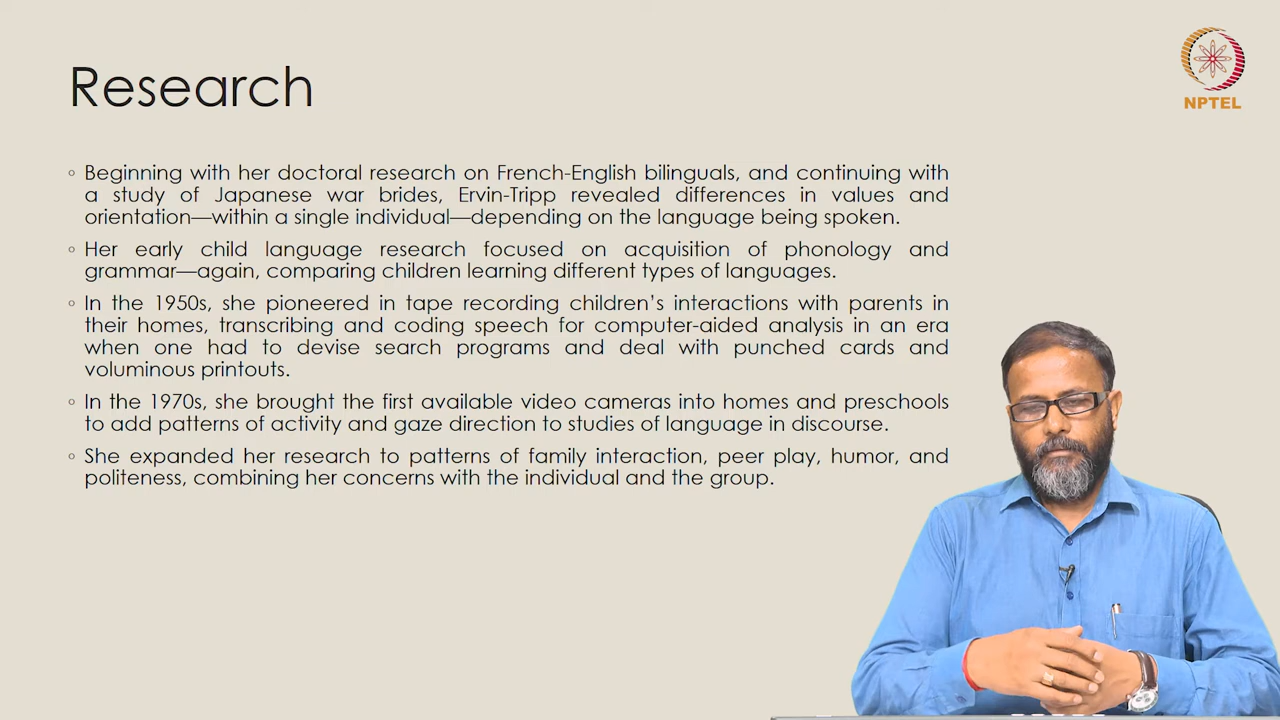 Research
NPTEL
◦ Beginning with her doctoral research on French-English bilinguals, and continuing with
a study of Japanese war brides, Ervin-Tripp revealed differences in values and
orientation—within a single individual—depending on the language being spoken.
◦ Her early child language research focused on acquisition of phonology and
grammar—again, comparing children learning different types of languages.
◦ In the 1950s, she pioneered in tape recording children’s interactions with parents in
their homes, transcribing and coding speech for computer-aided analysis in an era
when one had to devise search programs and deal with punched cards and
voluminous printouts.
◦ In the 1970s, she brought the first available video cameras into homes and preschools
to add patterns of activity and gaze direction to studies of language in discourse.
◦ She expanded her research to patterns of family interaction, peer play, humor, and
politeness, combining her concerns with the individual and the group.